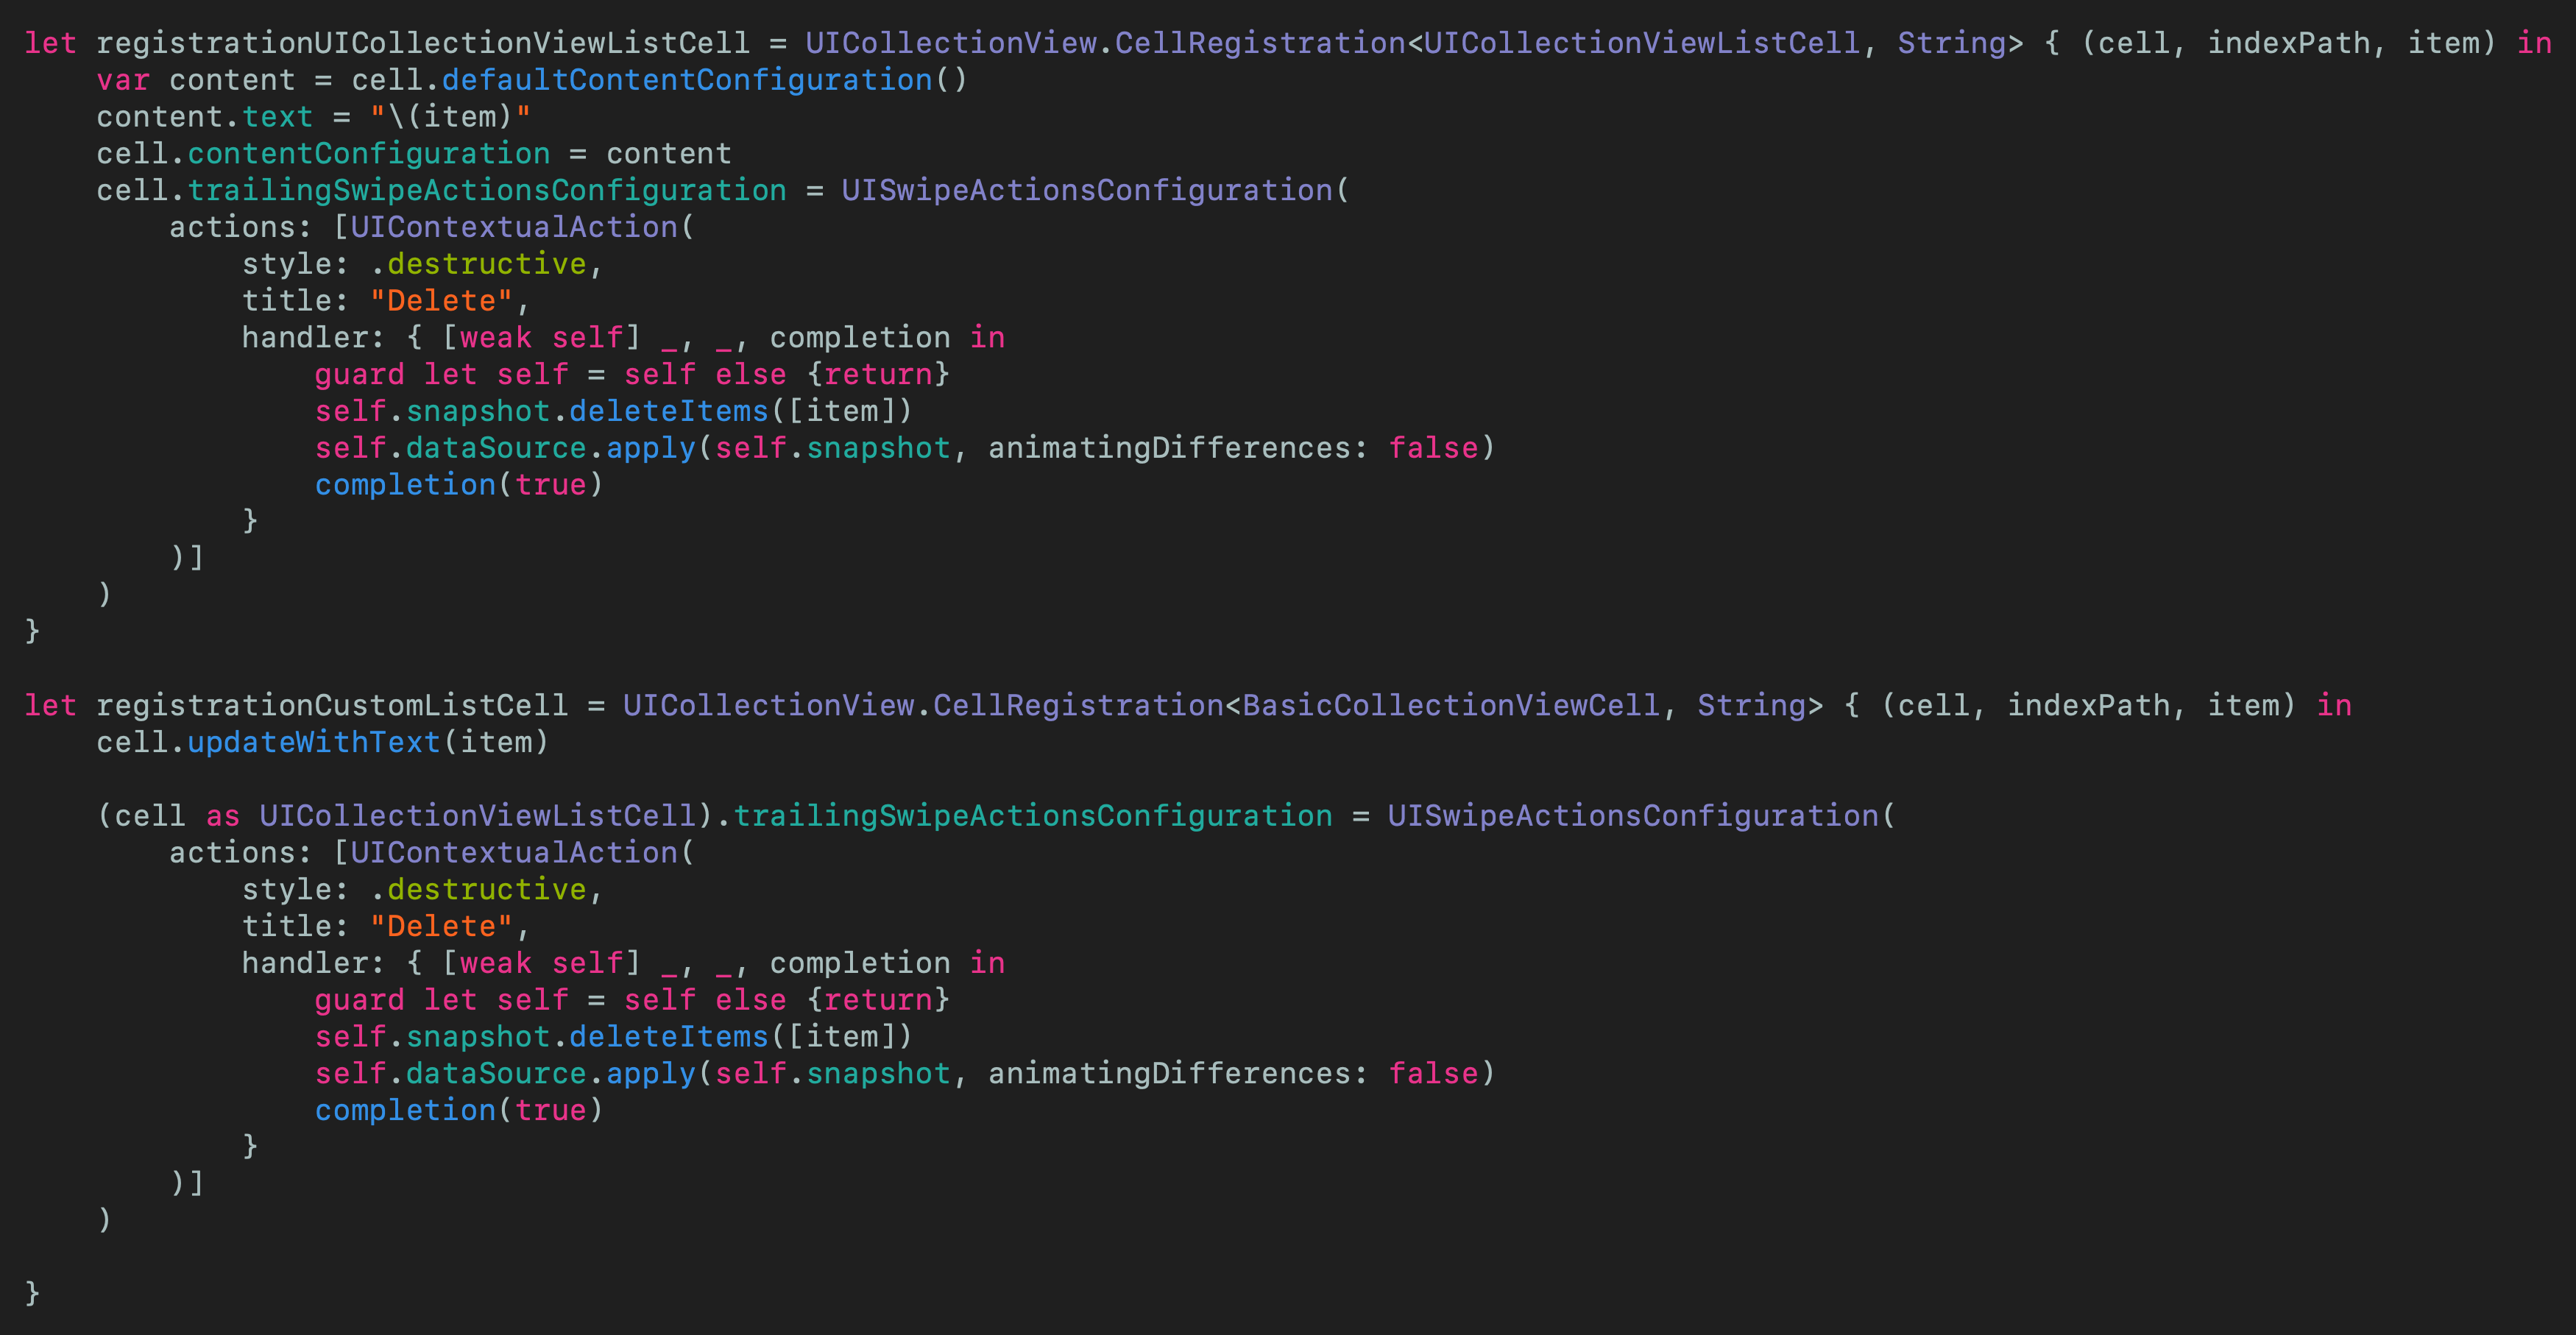 let registrationUICollectionViewListCell = UICollectionView.CellRegistration<UICollectionViewListCell, String> { (cell, indexPath, item) in
    var content = cell.defaultContentConfiguration()
    content.text = "\(item)"
    cell.contentConfiguration = content
    cell.trailingSwipeActionsConfiguration = UISwipeActionsConfiguration(
        actions: [UIContextualAction(
            style: .destructive,
            title: "Delete",
            handler: { [weak self] _, _, completion in
                guard let self = self else {return}
                self.snapshot.deleteItems([item])
                self.dataSource.apply(self.snapshot, animatingDifferences: false)
                completion(true)
            }
        )]
    )
}

let registrationCustomListCell = UICollectionView.CellRegistration<BasicCollectionViewCell, String> { (cell, indexPath, item) in
    cell.updateWithText(item)

    (cell as UICollectionViewListCell).trailingSwipeActionsConfiguration = UISwipeActionsConfiguration(
        actions: [UIContextualAction(
            style: .destructive,
            title: "Delete",
            handler: { [weak self] _, _, completion in
                guard let self = self else {return}
                self.snapshot.deleteItems([item])
                self.dataSource.apply(self.snapshot, animatingDifferences: false)
                completion(true)
            }
        )]
    )

}